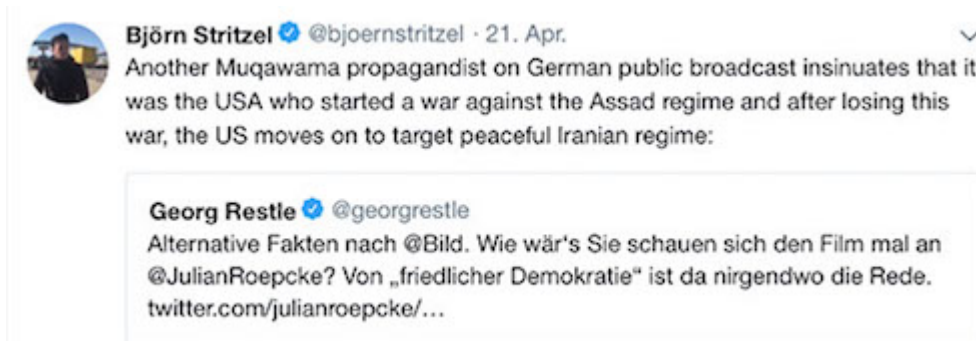 Björn Stritzel @bjoernstritzel · 21. Apr.
Another Muqawama propagandist on German public broadcast insinuates that it
was the USA who started a war against the Assad regime and after losing this
war, the US moves on to target peaceful Iranian regime:
Georg Restle @georgrestle
Alternative Fakten nach @Bild. Wie wär's Sie schauen sich den Film mal an
@JulianRoepcke? Von „friedlicher Demokratie“ ist da nirgendwo die Rede.
twitter.com/julianroepcke/…